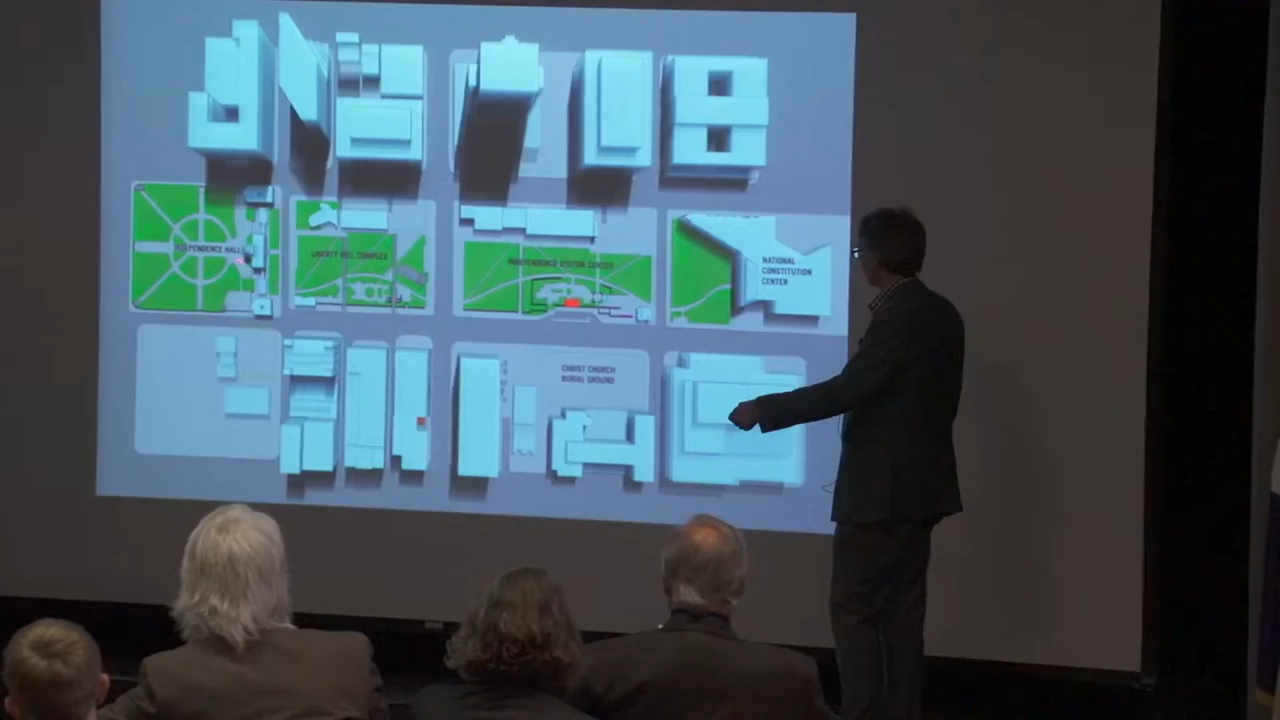 INDEPENDENCE HALL
LIBERTY BELL COMPLEX
INDEPENDENCE VISITOR CENTER
NATIONAL
CONSTITUTION
CENTER
CHRIST CHURCH
BURIAL GROUND